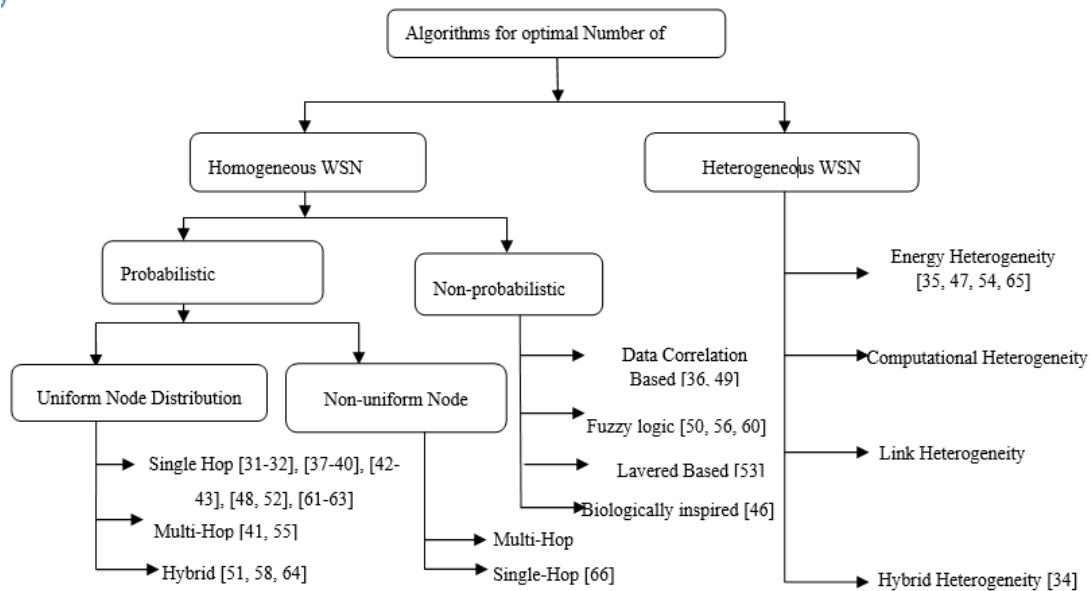 Algorithms for optimal Number of
Homogeneous WSN
Heterogeneous WSN
Probabilistic
Non-probabilistic
Energy Heterogeneity
[35, 47, 54, 65]
Data Correlation
Based [36, 49]
Computational Heterogeneity
Uniform Node Distribution
Non-uniform Node
Fuzzy logic [50, 56, 60]
Link Heterogeneity
Single Hop [31-32], [37-40], [42-
43], [48, 52], [61-63]
Layered Based [53]
Biologically inspired [46]
Multi-Hop [41, 55]
Multi-Hop
Hybrid [51, 58, 64]
Single-Hop [66]
Hybrid Heterogeneity [34]